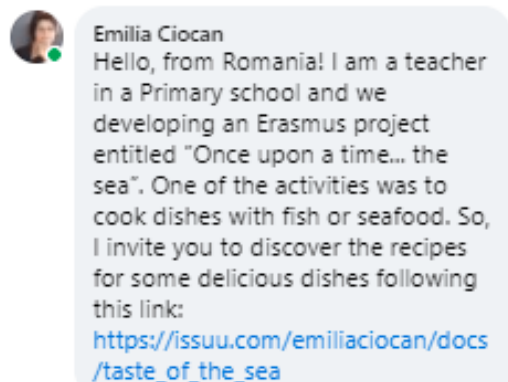 Emilia Ciocan
Hello, from Romania! I am a teacher
in a Primary school and we
developing an Erasmus project
entitled "Once upon a time... the
sea". One of the activities was to
cook dishes with fish or seafood. So,
I invite you to discover the recipes
for some delicious dishes following
this link:
https://issuu.com/emiliaciocan/docs
/taste_of_the_sea